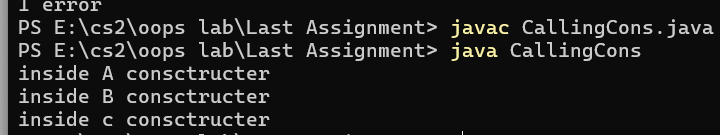 1 error
PS E:\cs2\oops lab\Last Assignment> javac CallingCons.java
PS E:\cs2\oops lab\Last Assignment> java CallingCons
inside A consctructer
inside B consctructer
inside c consctructer